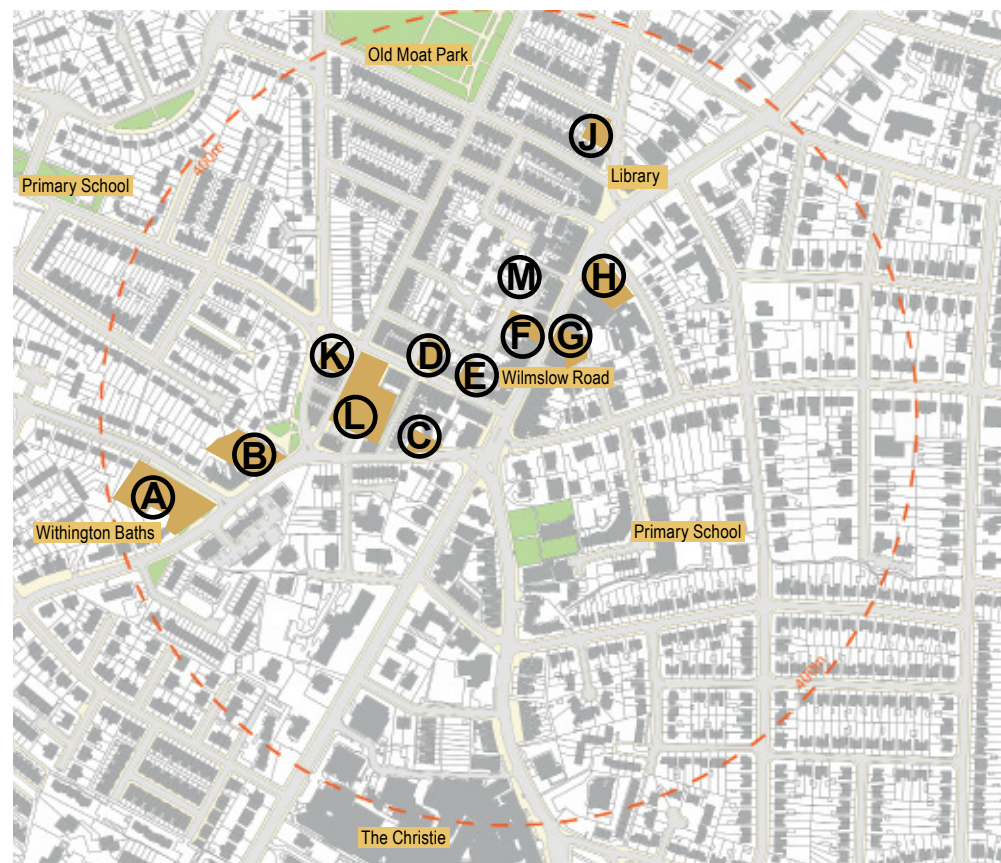 Old Moat Park
J
400m
Library
Primary School
M
H
F
G
K
D
E
Wilmslow Road
L
C
B
A
Withington Baths
Primary School
400m
The Christie